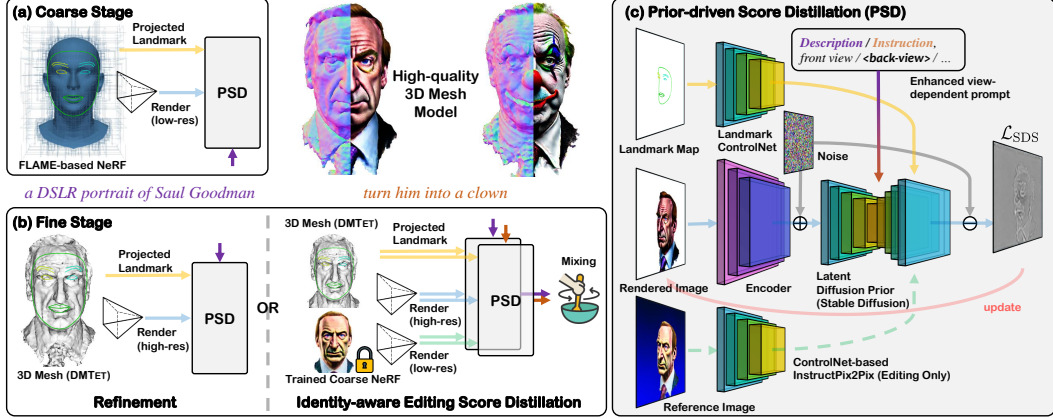 (a) Coarse Stage
Projected
Landmark
Render
(low-res)
PSD
FLAME-based NeRF
High-quality
3D Mesh
Model
a DSLR portrait of Saul Goodman
turn him into a clown
(b) Fine Stage
Projected
Landmark
Render
(high-res)
PSD
3D Mesh (DMTET)
Refinement
OR
3D Mesh (DMTET)
Projected
Landmark
Render
(high-res)
Render
(low-res)
PSD
Mixing
Trained Coarse NeRF
Identity-aware Editing Score Distillation
(c) Prior-driven Score Distillation (PSD)
Description / Instruction,
front view / <back-view> / ...
Enhanced view-
dependent prompt
Landmark Map
Landmark
ControlNet
Noise
ℒSDS
Rendered Image
Encoder
Latent
Diffusion Prior
(Stable Diffusion)
update
ControlNet-based
InstructPix2Pix (Editing Only)
Reference Image